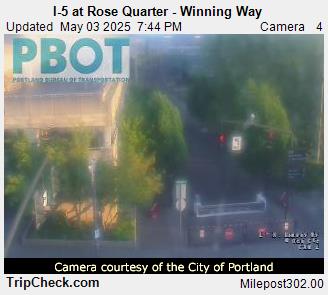 I-5 at Rose Quarter - Winning Way
Updated May 03 2025 7:44 PM Camera 4
PBOT
PORTLAND BUREAU OF TRANSPORTATION
Camera courtesy of the City of Portland
TripCheck.com Milepost302.00